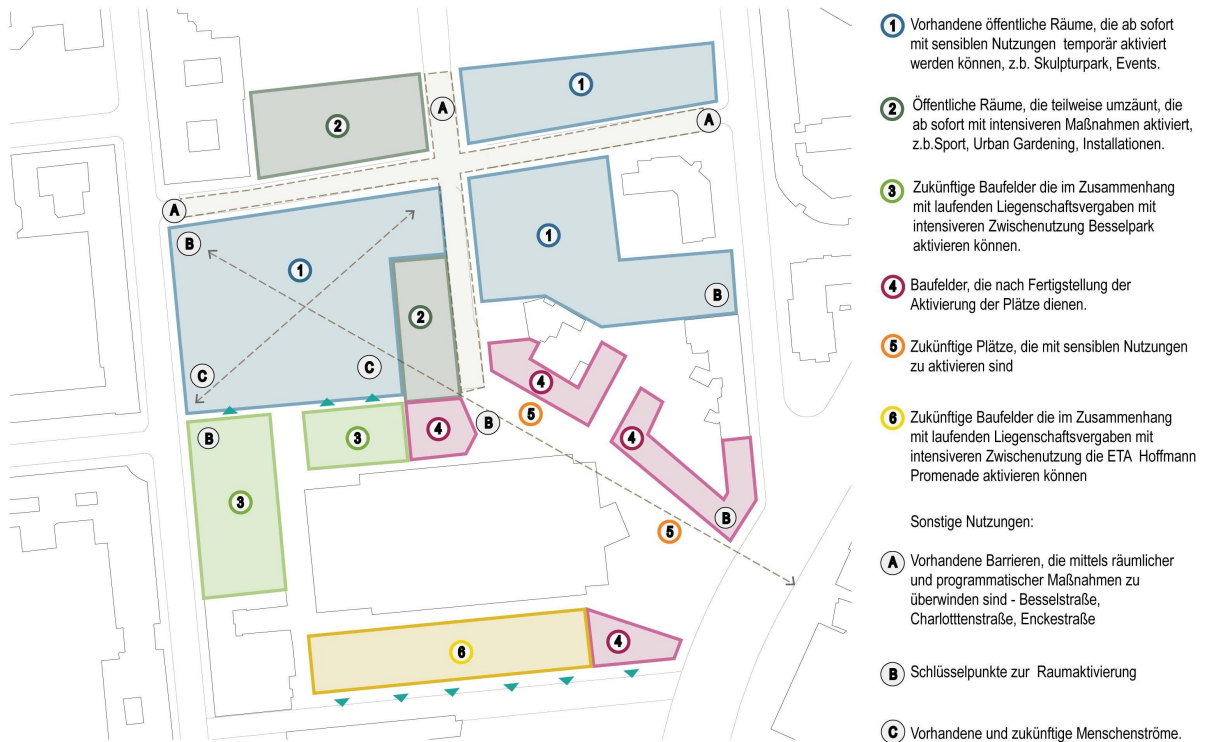 1
A
A
2
A
1
B
1
B
2
C
C
4
5
B
4
B
3
4
3
B
5
4
6
1 Vorhandene öffentliche Räume, die ab sofort
mit sensiblen Nutzungen temporär aktiviert
werden können, z.b. Skulpturpark, Events.
2 Öffentliche Räume, die teilweise umzäunt, die
ab sofort mit intensiveren Maßnahmen aktiviert,
z.b.Sport, Urban Gardening, Installationen.
3 Zukünftige Baufelder die im Zusammenhang
mit laufenden Liegenschaftsvergaben mit
intensiveren Zwischenutzung Besselpark
aktivieren können.
4 Baufelder, die nach Fertigstellung der
Aktivierung der Plätze dienen.
5 Zukünftige Plätze, die mit sensiblen Nutzungen
zu aktivieren sind
6 Zukünftige Baufelder die im Zusammenhang
mit laufenden Liegenschaftsvergaben mit
intensiveren Zwischenutzung die ETA Hoffmann
Promenade aktivieren können
Sonstige Nutzungen:
A Vorhandene Barrieren, die mittels räumlicher
und programmatischer Maßnahmen zu
überwinden sind - Besselstraße,
Charlotttenstraße, Enckestraße
B Schlüsselpunkte zur Raumaktivierung
C Vorhandene und zukünftige Menschenströme.